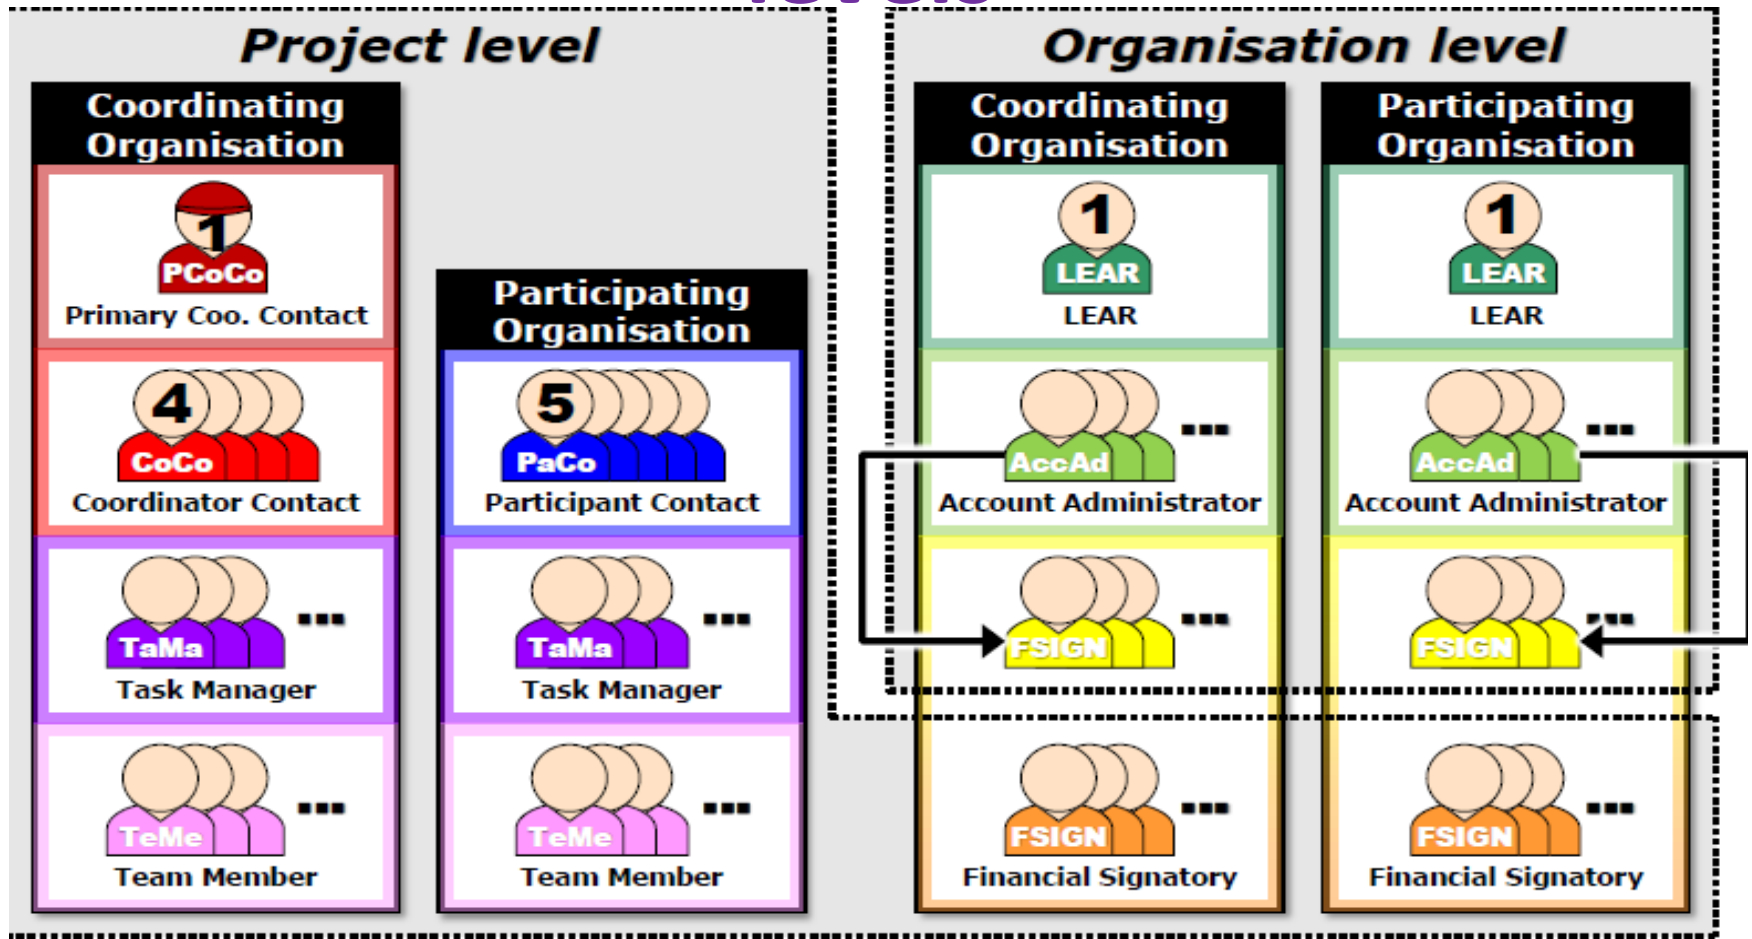 Project level
Coordinating
Organisation
1
PCoCo
Primary Coo. Contact
4
CoCo
Coordinator Contact
TaMa
...
Task Manager
TeMe
...
Team Member
Participating
Organisation
5
PaCo
Participant Contact
TaMa
...
Task Manager
TeMe
...
Team Member
Organisation level
Coordinating
Organisation
1
LEAR
LEAR
...
AccAd
Account Administrator
...
FSIGN
...
FSIGN
Financial Signatory
Participating
Organisation
1
LEAR
LEAR
...
AccAd
Account Administrator
...
FSIGN
...
FSIGN
Financial Signatory